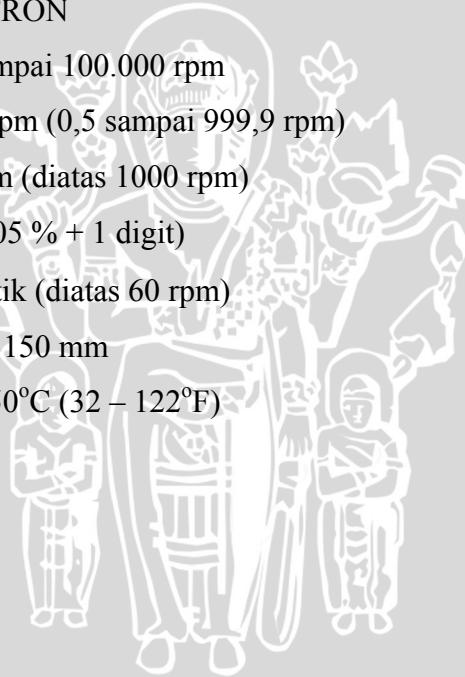 RON
mpai 100.000 rpm
pm (0,5 sampai 999,9 rpm)
m (diatas 1000 rpm)
05 % + 1 digit)
tik (diatas 60 rpm)
150 mm
0°C (32 – 122°F)